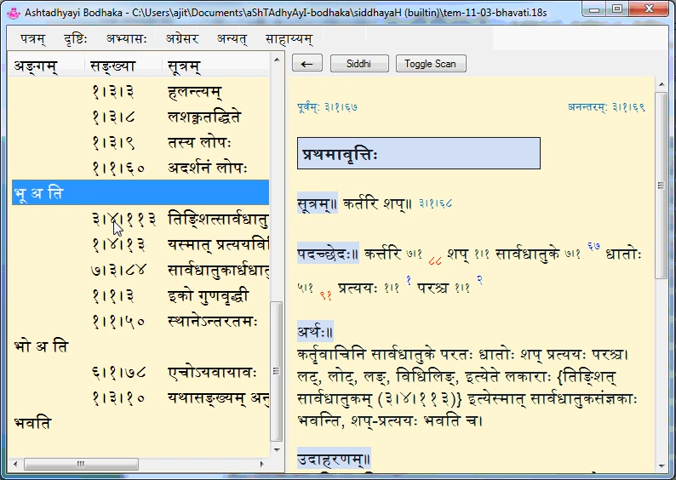 Ashtadhyayi Bodhaka - C:\Users\ajit\Documents\aShTAdhyAyI-bodhaka\siddhayaH (builtin)\tem-11-03-bhavati.18s
पत्रम् दृष्टिः अभ्यासः अग्रेसर अन्यत् साहाय्यम्
अङ्गम् सङ्ख्या सूत्रम्
१।३।३ हलन्त्यम्
१।३।८ लशक्वतद्धिते
१।३।९ तस्य लोपः
१।१।६० अदर्शनं लोपः
भू अ ति
३।४।११३ तिङ्शित्सार्वधातु
१।४।१३ यस्मात् प्रत्ययवि
७।३।८४ सार्वधातुकार्धधातु
१।१।३ इको गुणवृद्धी
१।१।५० स्थानेऽन्तरतमः
भो अ ति
६।१।७८ एचोऽयवायावः
१।३।१० यथासङ्ख्यम् अनु
भवति
← Siddhi Toggle Scan
पूर्वम्: ३।१।६७ अनन्तरम्: ३।१।६९
प्रथमावृत्तिः
सूत्रम्॥ कर्तरि शप्॥ ३।१।६८
पदच्छेदः॥ कर्त्तरि ७।१ ८८ शप् १।१ सार्वधातुके ७।१ ६७ धातोः
५।१ ९१ प्रत्ययः १।१ १ परश्च १।१ २
अर्थः॥
कर्तृवाचिनि सार्वधातुके परतः धातोः शप् प्रत्ययः परश्च।
लट्, लोट्, लङ्, विधिलिङ्, इत्येते लकाराः {तिङ्शित्
सार्वधातुकम् (३।४।११३)} इत्येस्मात् सार्वधातुकसंज्ञकाः
भवन्ति, शप्-प्रत्ययः भवति च।
उदाहरणम्॥